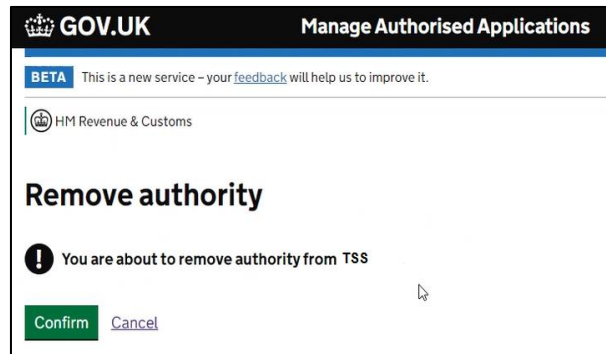 GOV.UK Manage Authorised Applications
BETA This is a new service – your feedback will help us to improve it.
HM Revenue & Customs
Remove authority
! You are about to remove authority from TSS
Confirm Cancel